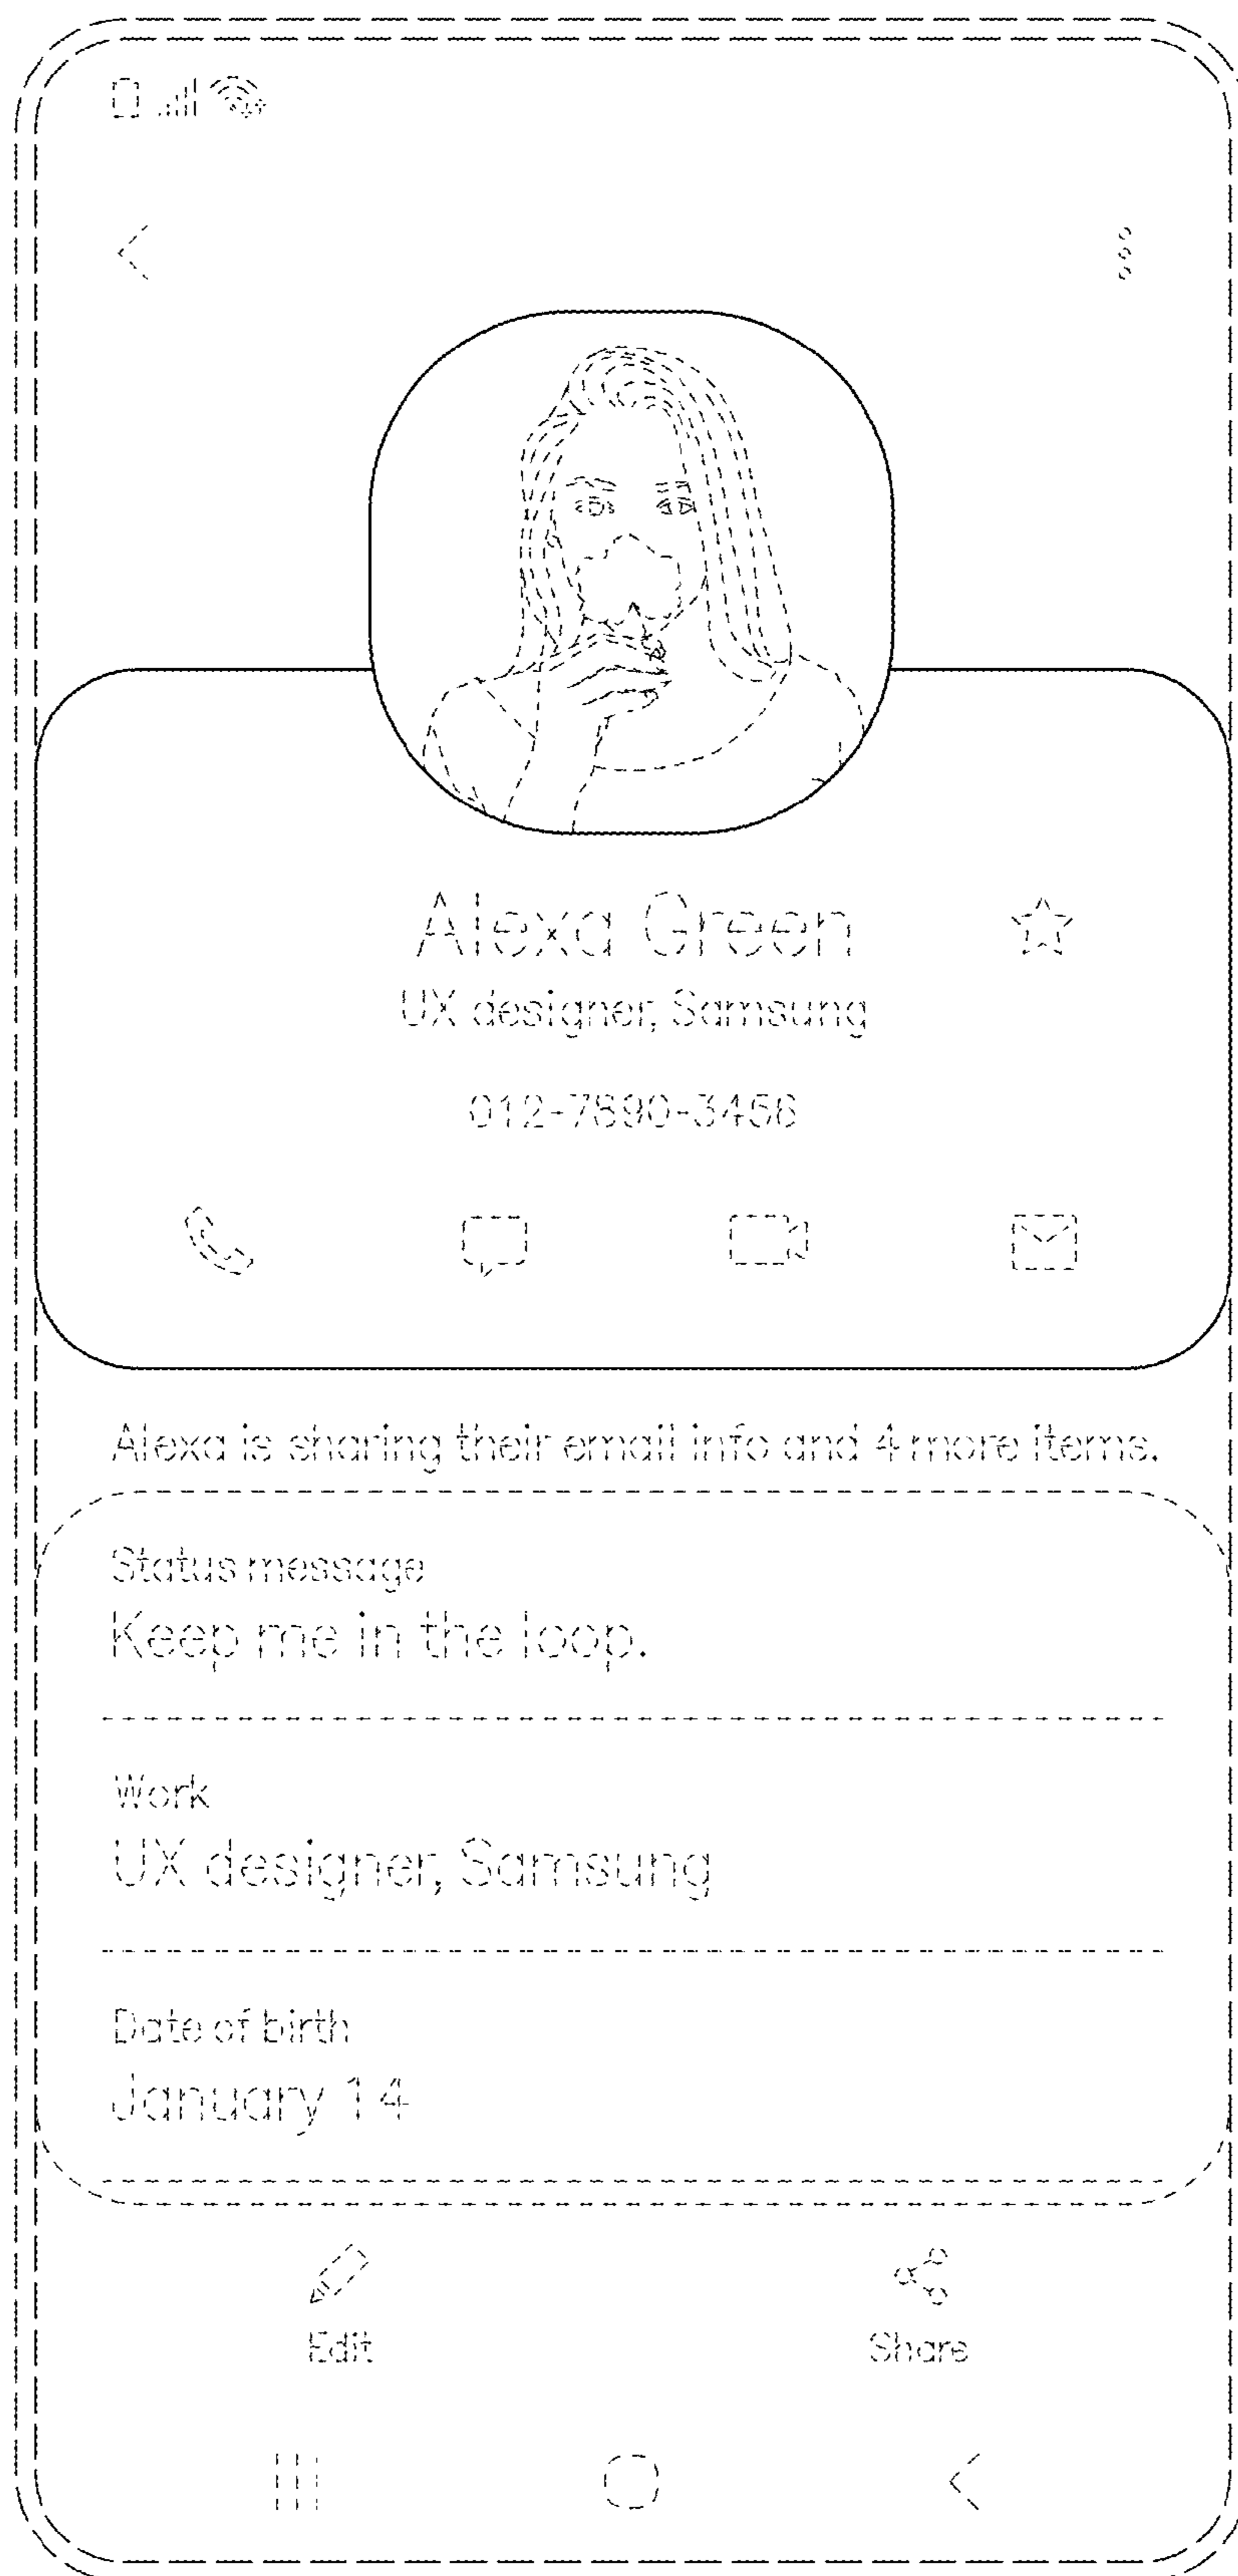 Alexa Green
UX designer, Samsung
012-7890-3456
Alexa is sharing their email info and 4 more items.
Status message
Keep me in the loop.
Work
UX designer, Samsung
Date of birth
January 14
Edit
Share